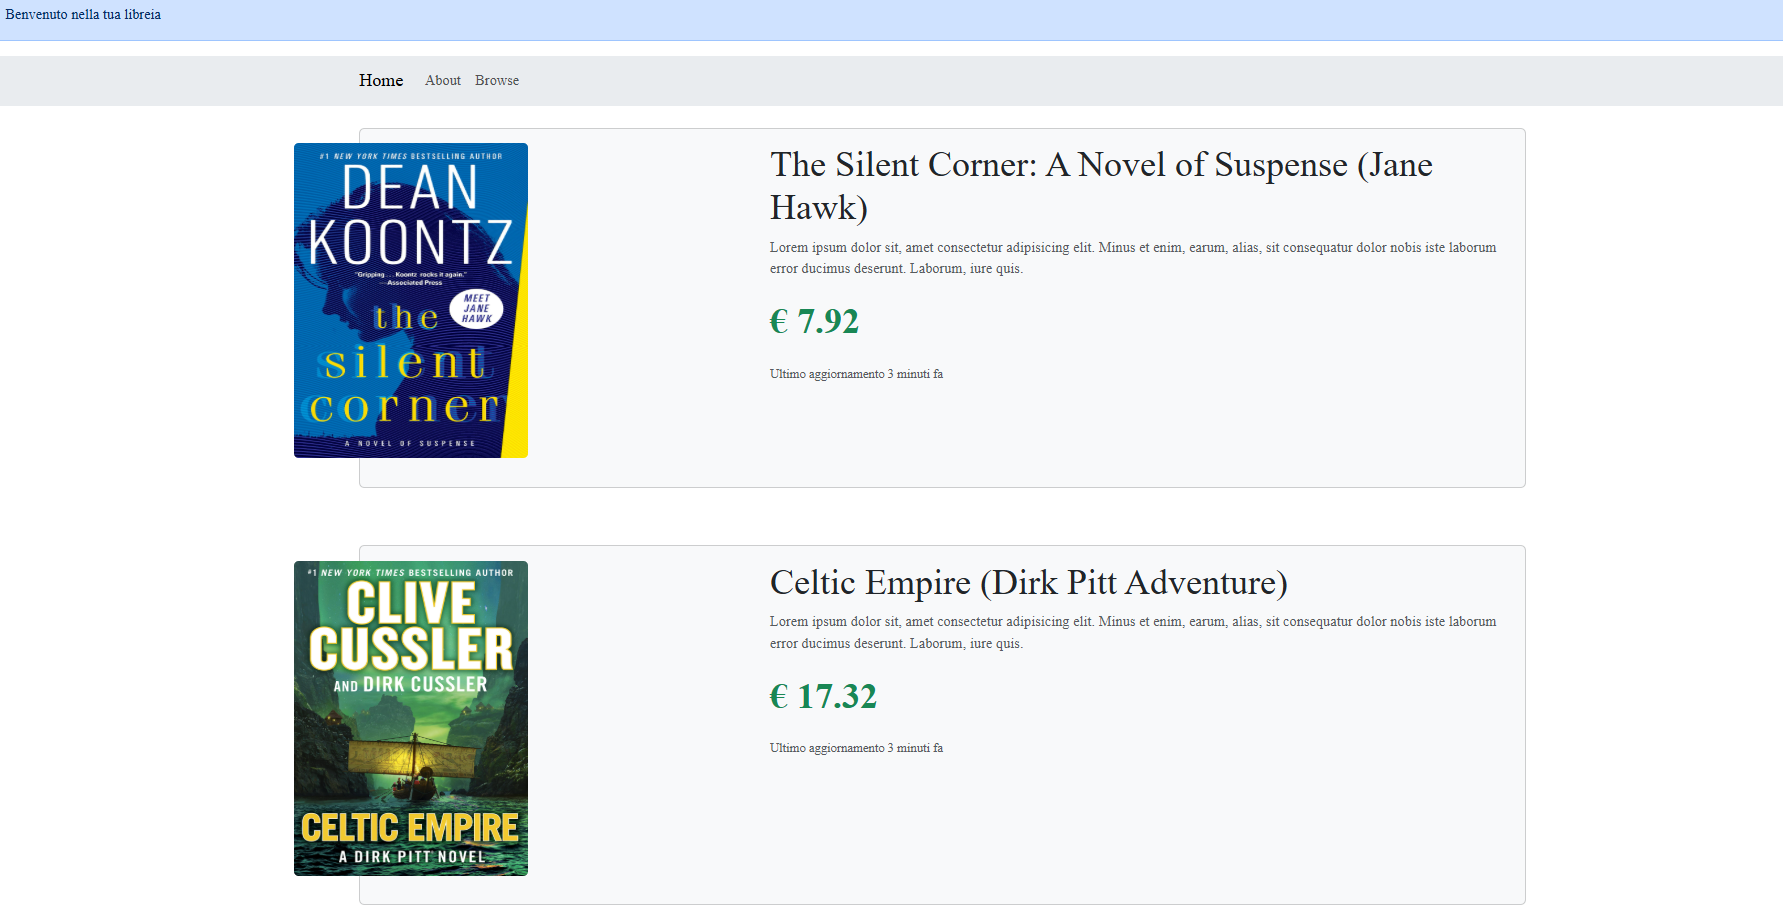 Benvenuto nella tua libreia
Home About Browse
#1 NEW YORK TIMES BESTSELLING AUTHOR
DEAN
KOONTZ
"Gripping . . . Koontz rocks it again."
—Associated Press
MEET
JANE
HAWK
the
silent
corner
A NOVEL OF SUSPENSE
The Silent Corner: A Novel of Suspense (Jane
Hawk)
Lorem ipsum dolor sit, amet consectetur adipisicing elit. Minus et enim, earum, alias, sit consequatur dolor nobis iste laborum
error ducimus deserunt. Laborum, iure quis.
€ 7.92
Ultimo aggiornamento 3 minuti fa
#1 NEW YORK TIMES BESTSELLING AUTHOR
CLIVE
CUSSLER
AND DIRK CUSSLER
CELTIC EMPIRE
A DIRK PITT NOVEL
Celtic Empire (Dirk Pitt Adventure)
Lorem ipsum dolor sit, amet consectetur adipisicing elit. Minus et enim, earum, alias, sit consequatur dolor nobis iste laborum
error ducimus deserunt. Laborum, iure quis.
€ 17.32
Ultimo aggiornamento 3 minuti fa